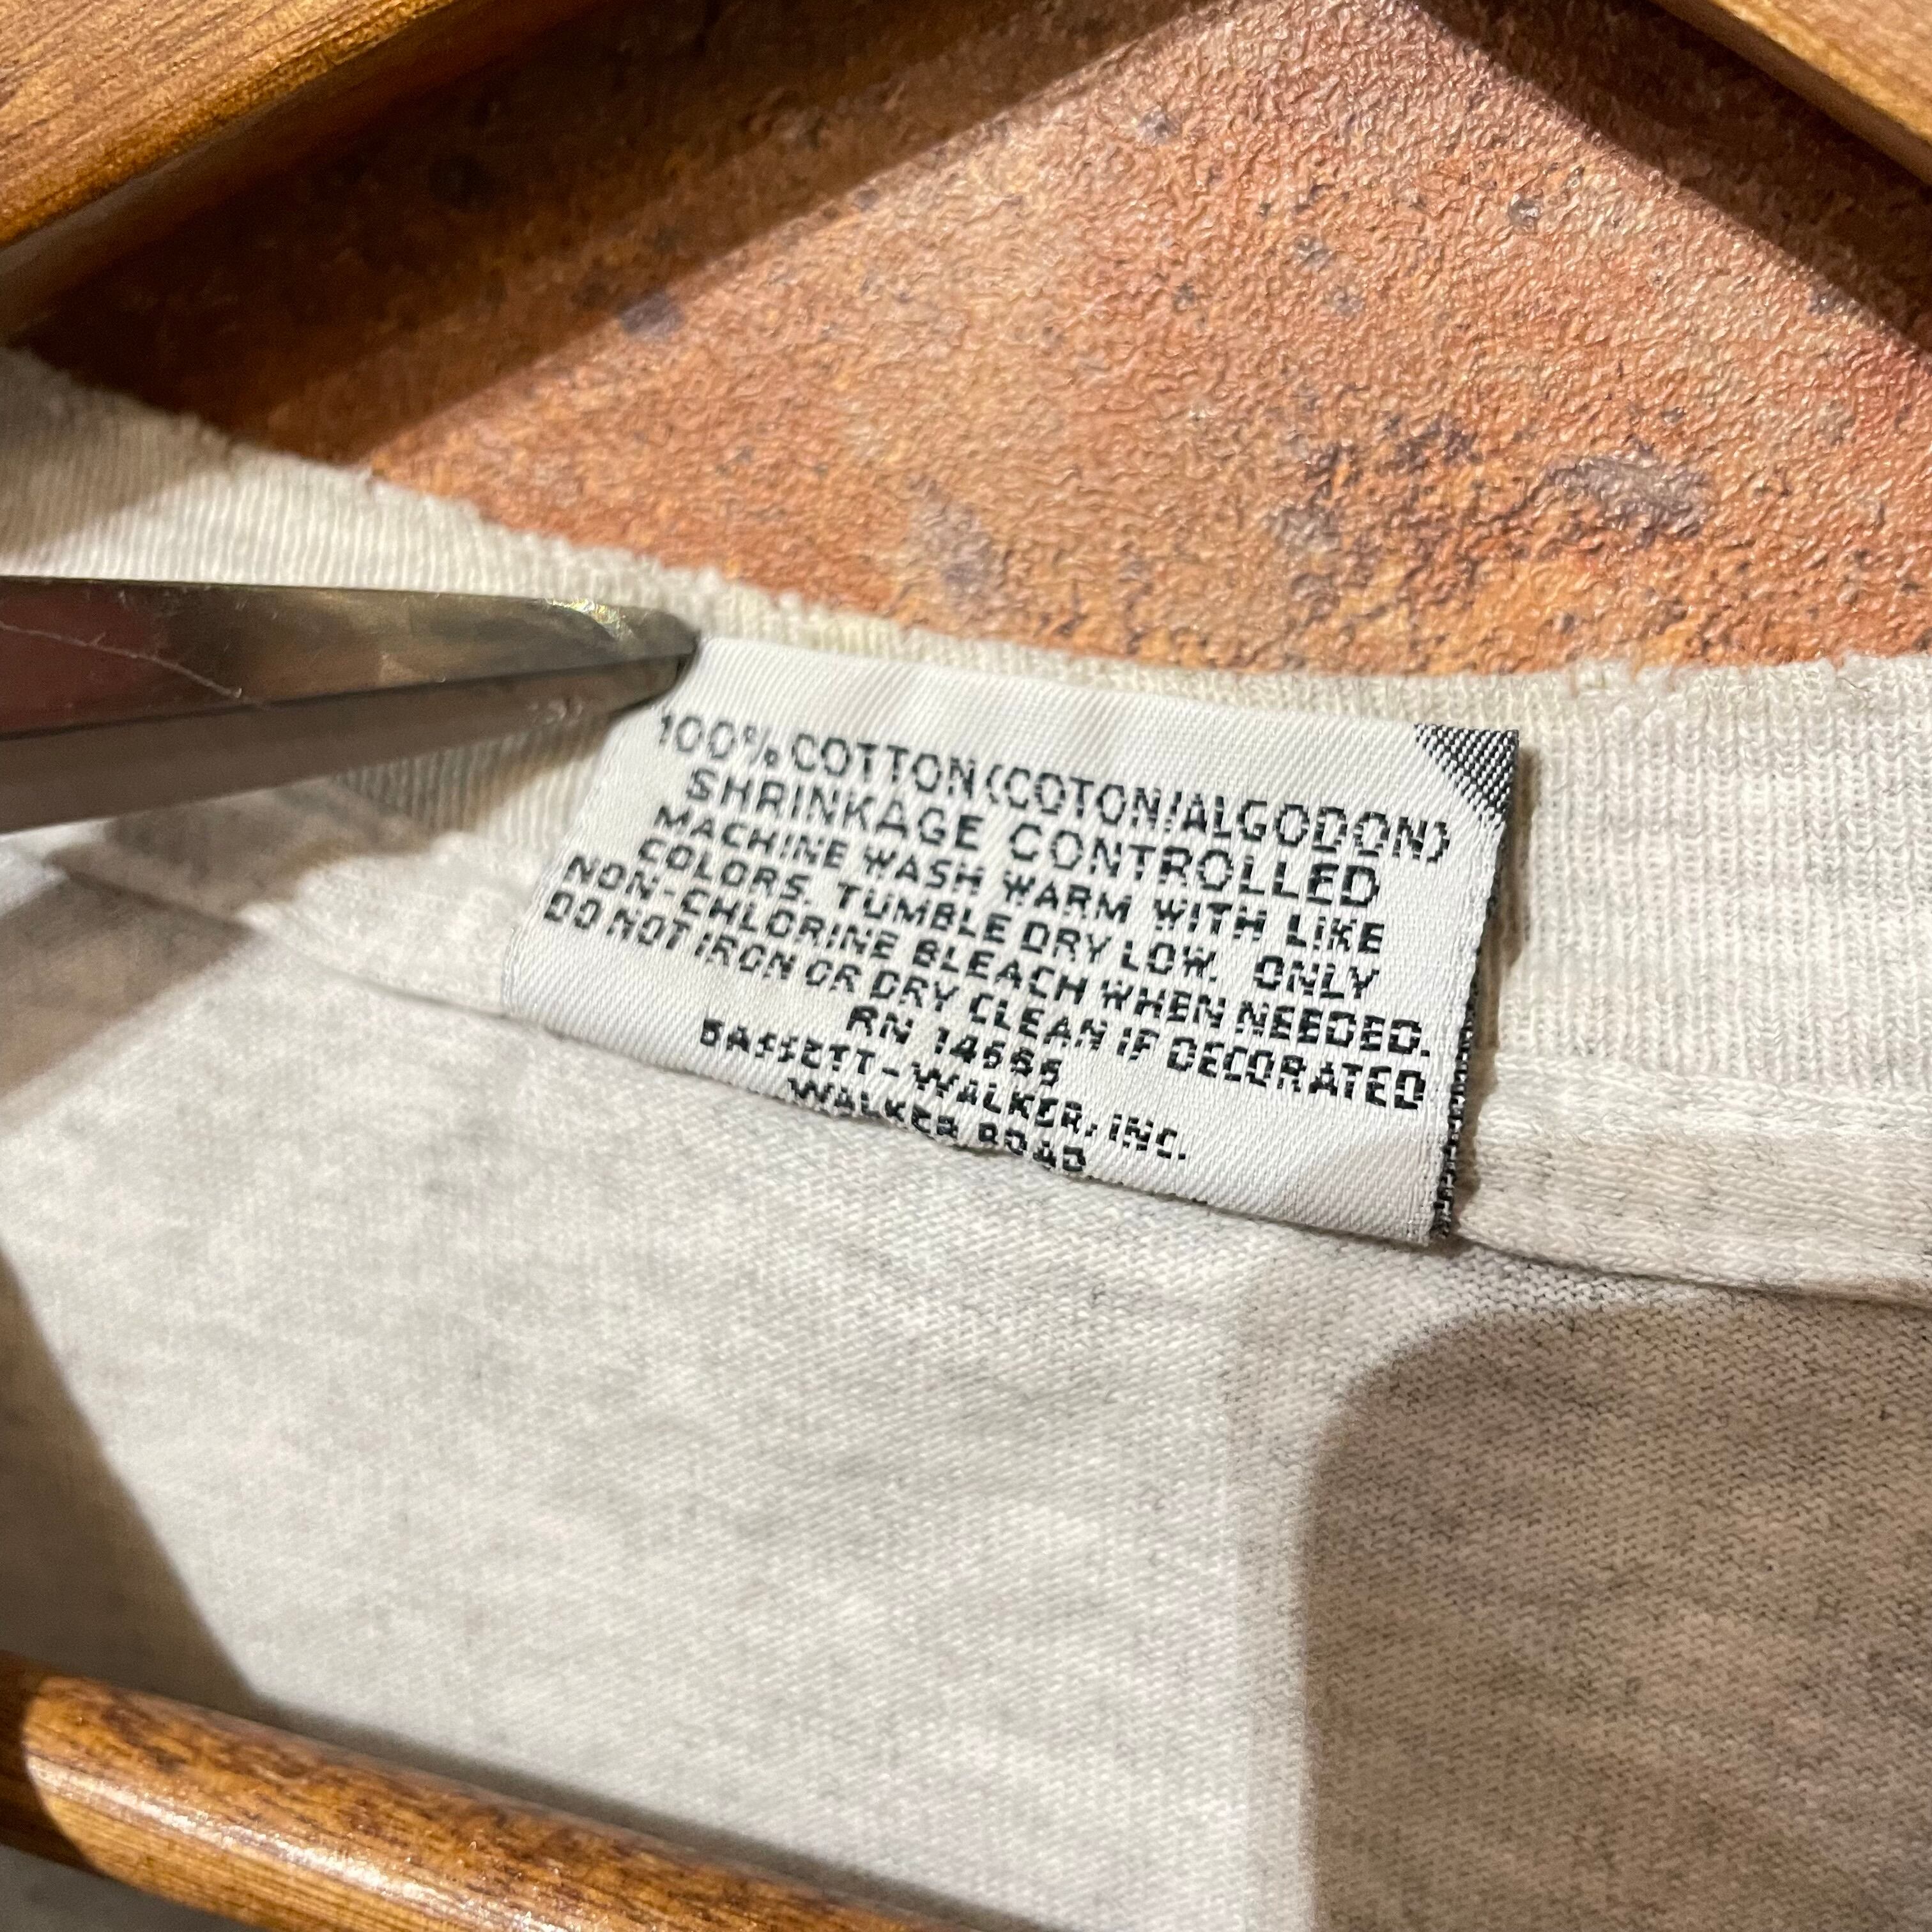 100% COTTON (COTON/ALGODON)
SHRINKAGE CONTROLLED
MACHINE WASH WARM WITH LIKE
COLORS. TUMBLE DRY LOW. ONLY
NON-CHLORINE BLEACH WHEN NEEDED.
DO NOT IRON OR DRY CLEAN IF DECORATED
RN 14666
BASSETT-WALKER, INC.
WALKER ROAD